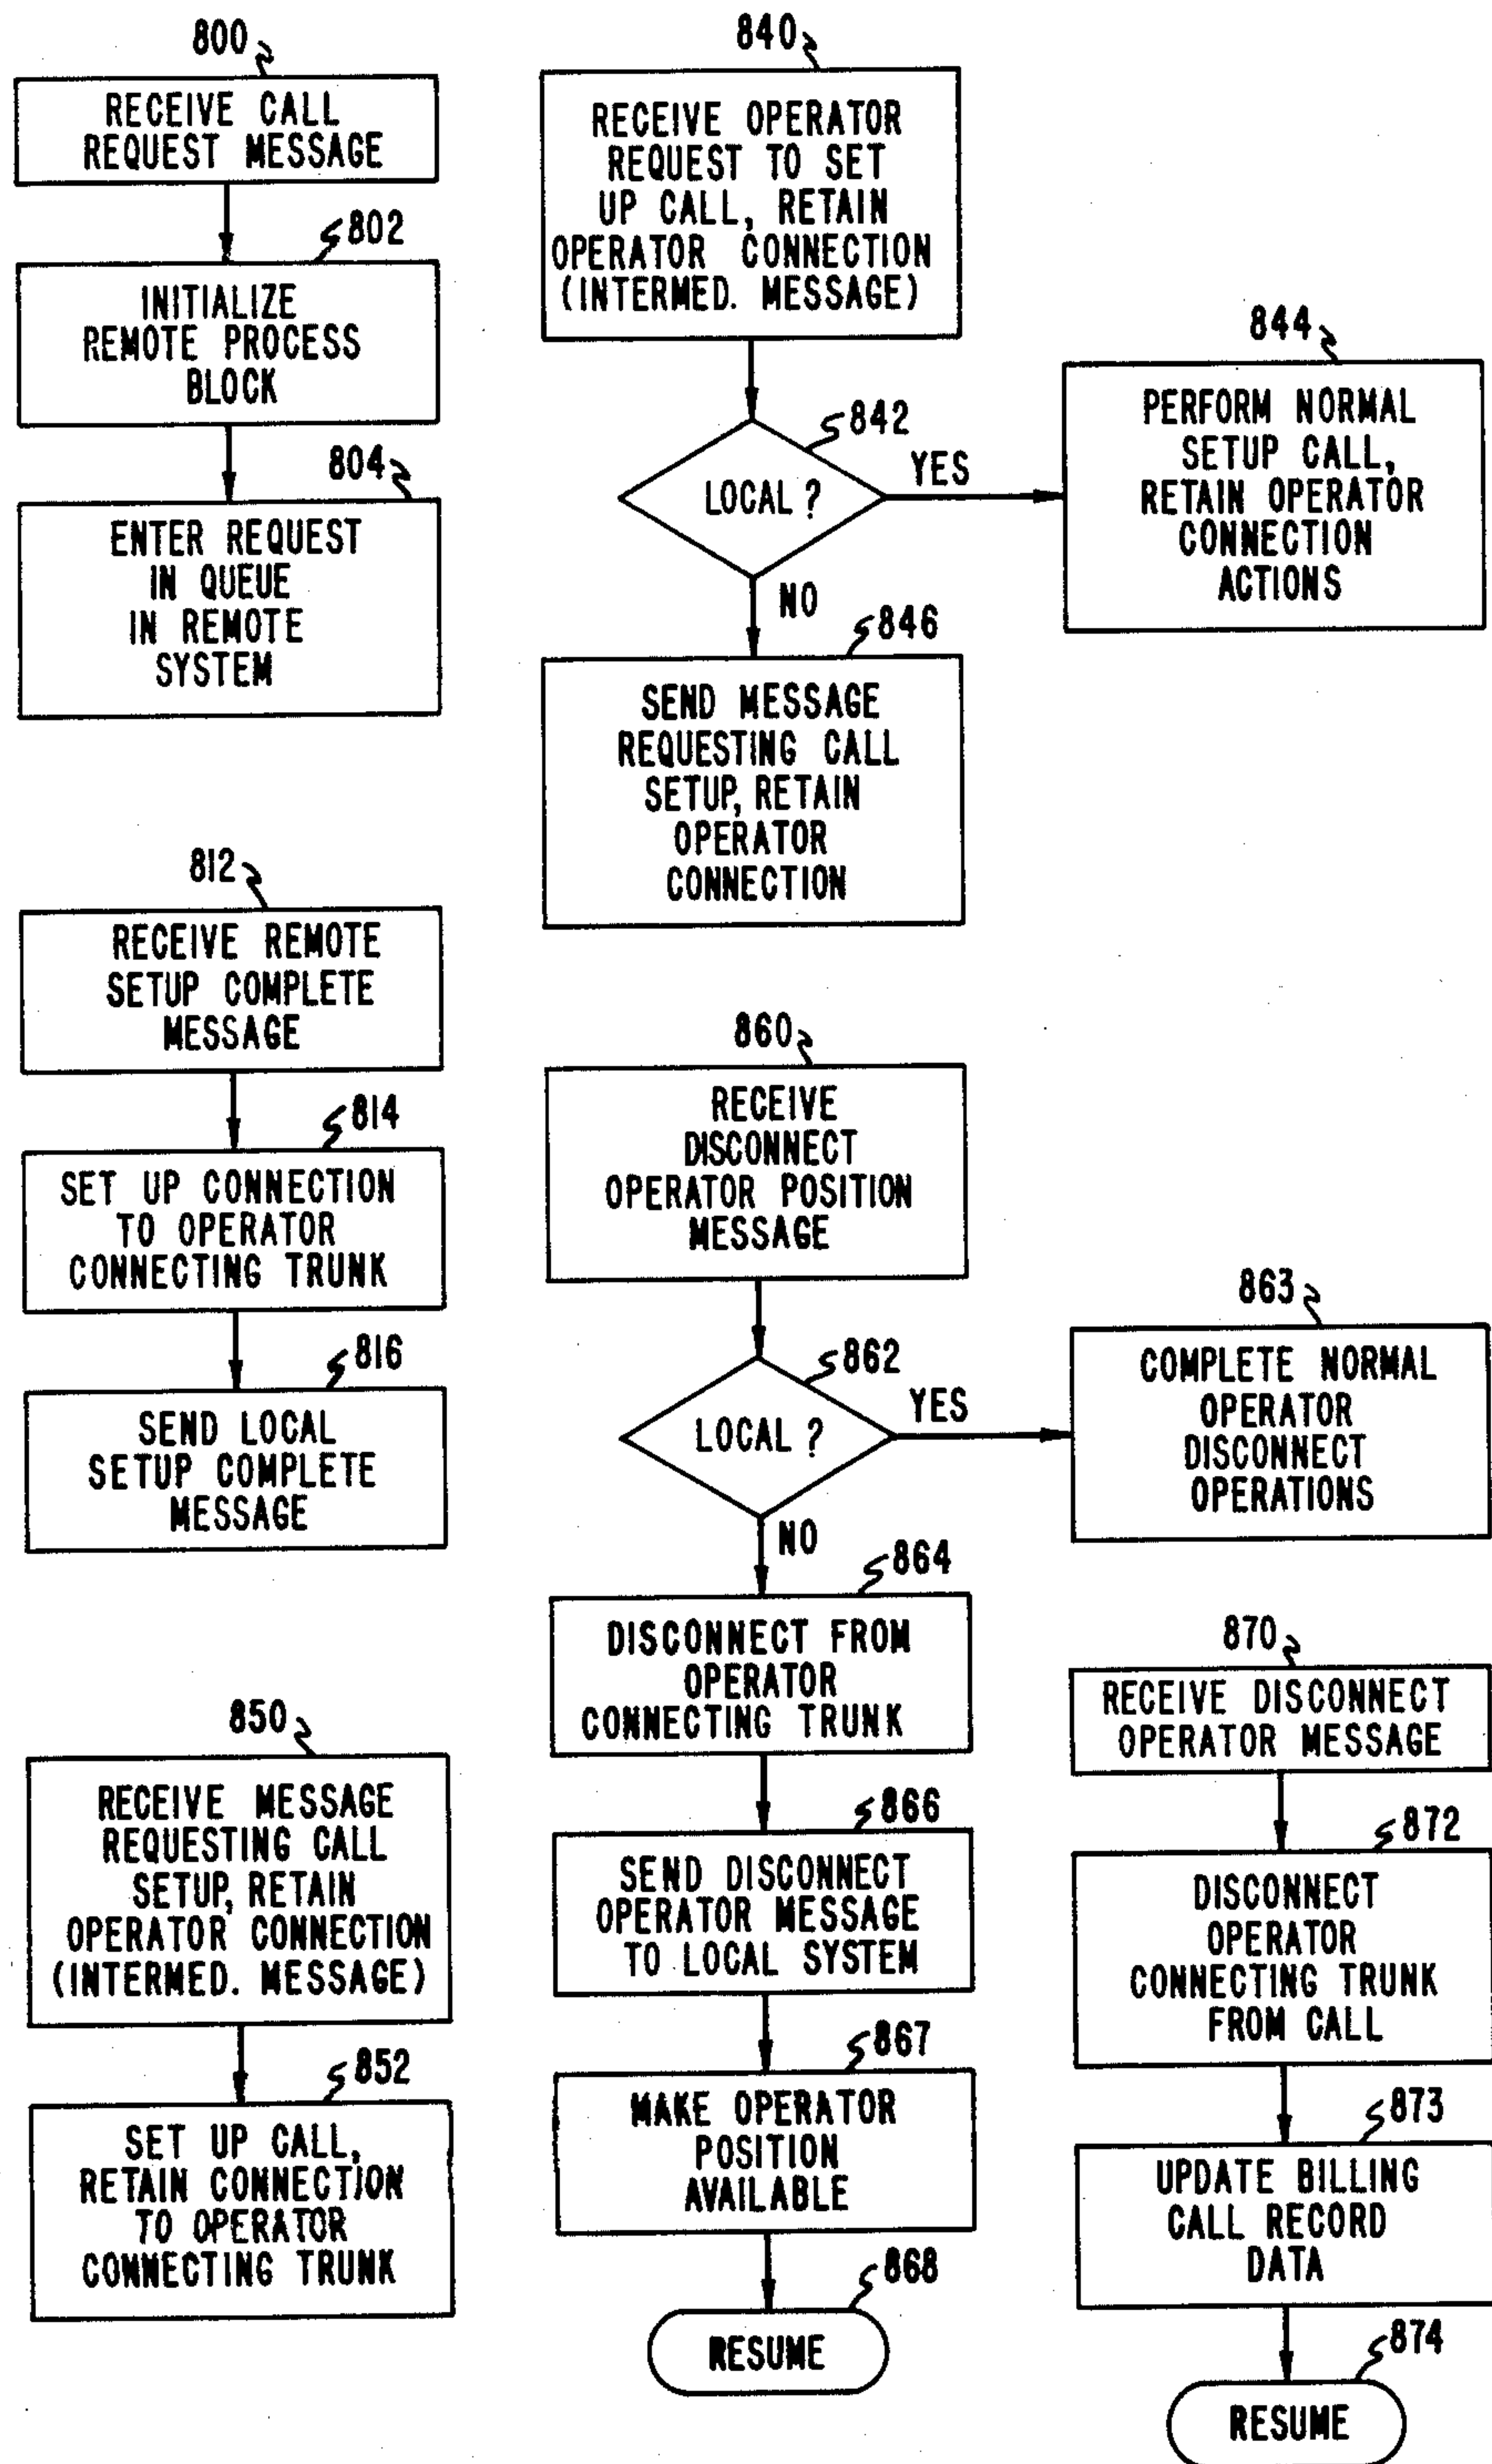 800
RECEIVE CALL
REQUEST MESSAGE
802
INITIALIZE
REMOTE PROCESS
BLOCK
804
ENTER REQUEST
IN QUEUE
IN REMOTE
SYSTEM
812
RECEIVE REMOTE
SETUP COMPLETE
MESSAGE
814
SET UP CONNECTION
TO OPERATOR
CONNECTING TRUNK
816
SEND LOCAL
SETUP COMPLETE
MESSAGE
850
RECEIVE MESSAGE
REQUESTING CALL
SETUP, RETAIN
OPERATOR CONNECTION
(INTERMED. MESSAGE)
852
SET UP CALL,
RETAIN CONNECTION
TO OPERATOR
CONNECTING TRUNK
840
RECEIVE OPERATOR
REQUEST TO SET
UP CALL, RETAIN
OPERATOR CONNECTION
(INTERMED. MESSAGE)
842
LOCAL ?
YES
NO
844
PERFORM NORMAL
SETUP CALL,
RETAIN OPERATOR
CONNECTION
ACTIONS
846
SEND MESSAGE
REQUESTING CALL
SETUP, RETAIN
OPERATOR
CONNECTION
860
RECEIVE
DISCONNECT
OPERATOR POSITION
MESSAGE
862
LOCAL ?
YES
NO
863
COMPLETE NORMAL
OPERATOR
DISCONNECT
OPERATIONS
864
DISCONNECT FROM
OPERATOR
CONNECTING TRUNK
866
SEND DISCONNECT
OPERATOR MESSAGE
TO LOCAL SYSTEM
867
MAKE OPERATOR
POSITION
AVAILABLE
868
RESUME
870
RECEIVE DISCONNECT
OPERATOR MESSAGE
872
DISCONNECT
OPERATOR
CONNECTING TRUNK
FROM CALL
873
UPDATE BILLING
CALL RECORD
DATA
874
RESUME